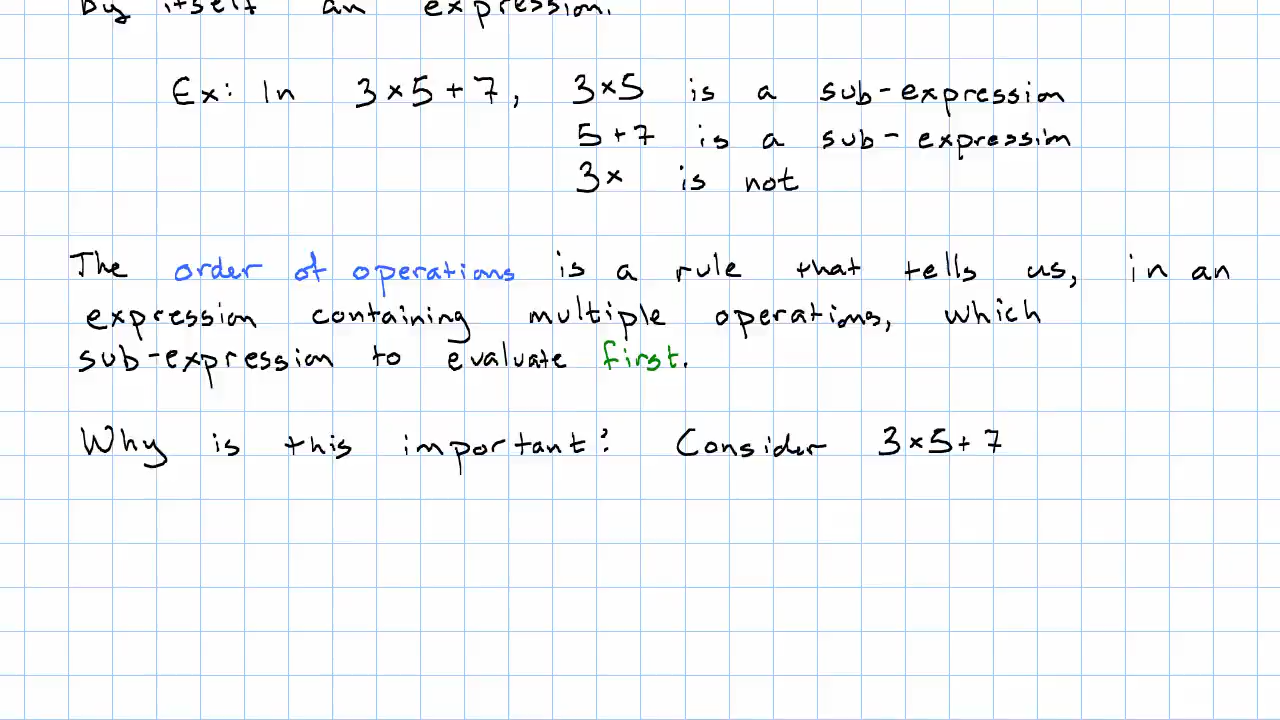 by itself an expression.
Ex: In 3×5+7, 3×5 is a sub-expression
5+7 is a sub-expression
3× is not
The order of operations is a rule that tells us, in an
expression containing multiple operations, which
sub-expression to evaluate first.
Why is this important? Consider 3×5+7